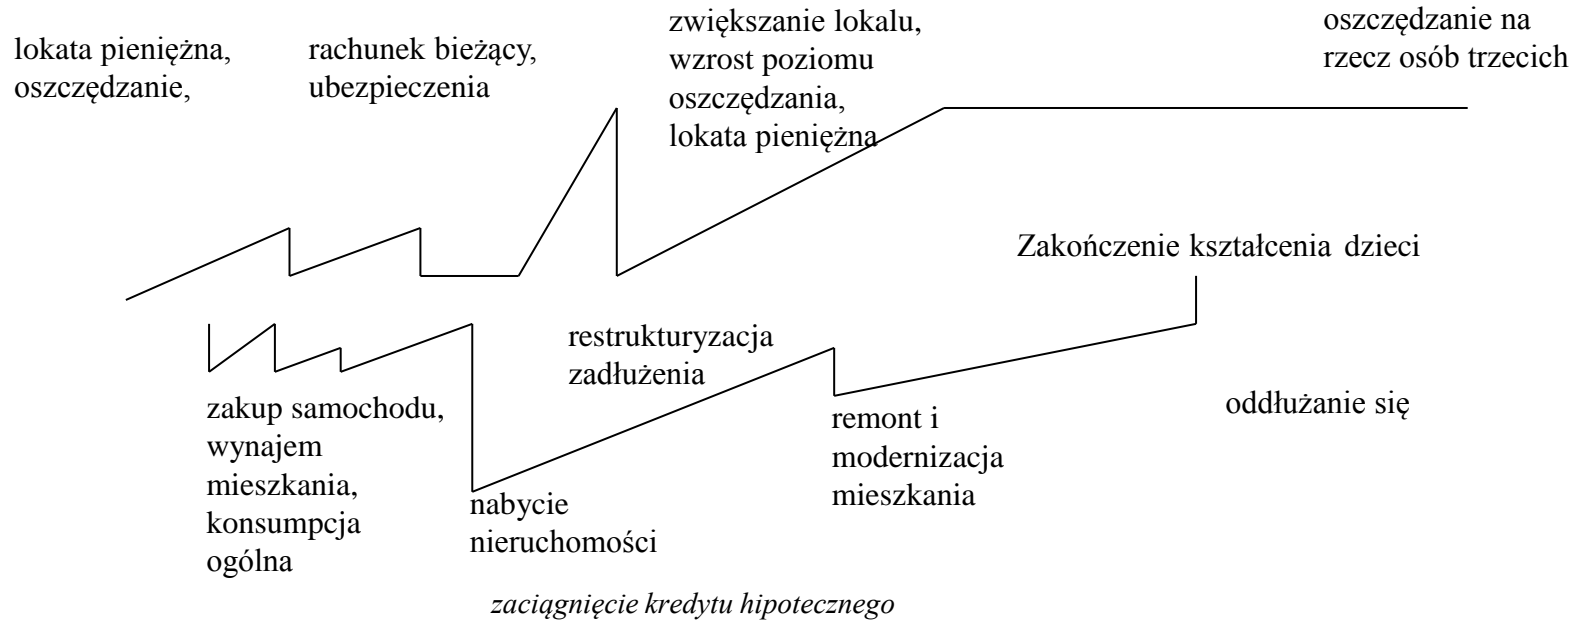 lokata pieniężna,
oszczędzanie,
rachunek bieżący,
ubezpieczenia
zwiększanie lokalu,
wzrost poziomu
oszczędzania,
lokata pieniężna
oszczędzanie na
rzecz osób trzecich
Zakończenie kształcenia dzieci
restrukturyzacja
zadłużenia
zakup samochodu,
wynajem
mieszkania,
konsumpcja
ogólna
nabycie
nieruchomości
remont i
modernizacja
mieszkania
oddłużanie się
zaciągnięcie kredytu hipotecznego